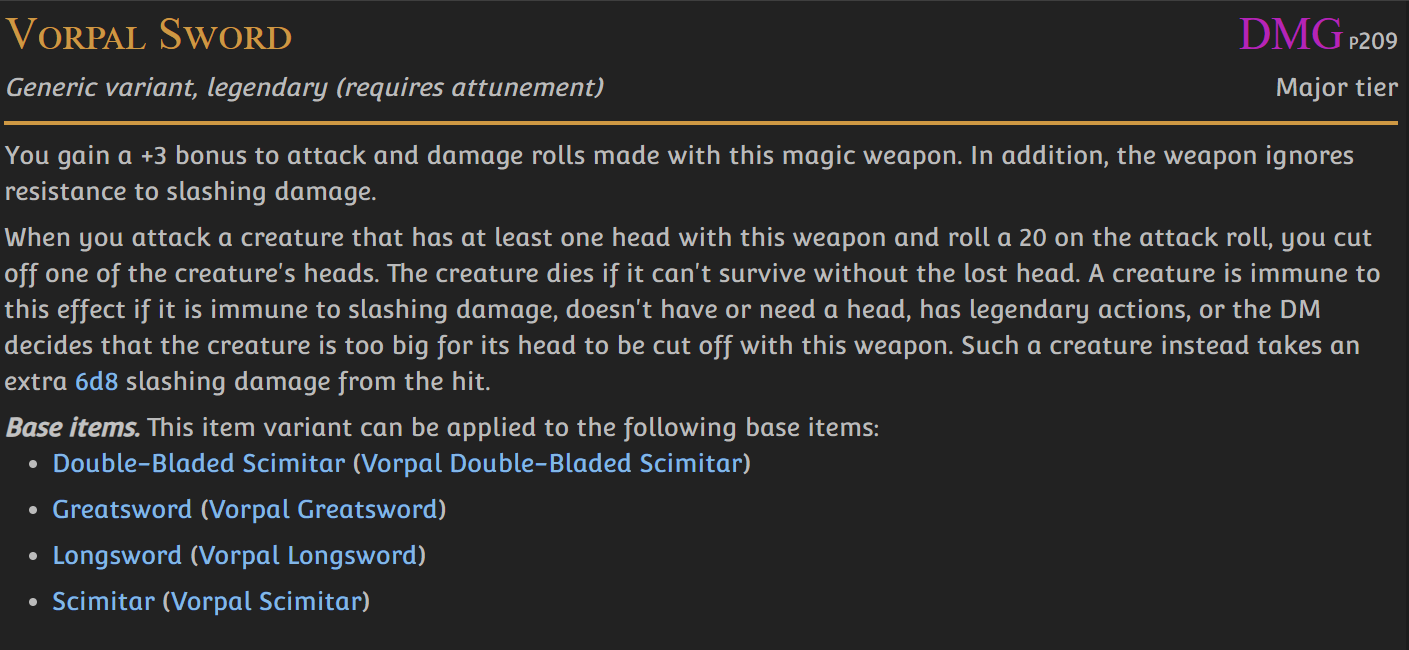 Vorpal Sword DMG p209
Generic variant, legendary (requires attunement) Major tier
You gain a +3 bonus to attack and damage rolls made with this magic weapon. In addition, the weapon ignores
resistance to slashing damage.
When you attack a creature that has at least one head with this weapon and roll a 20 on the attack roll, you cut
off one of the creature's heads. The creature dies if it can't survive without the lost head. A creature is immune to
this effect if it is immune to slashing damage, doesn't have or need a head, has legendary actions, or the DM
decides that the creature is too big for its head to be cut off with this weapon. Such a creature instead takes an
extra 6d8 slashing damage from the hit.
Base items. This item variant can be applied to the following base items:
• Double-Bladed Scimitar (Vorpal Double-Bladed Scimitar)
• Greatsword (Vorpal Greatsword)
• Longsword (Vorpal Longsword)
• Scimitar (Vorpal Scimitar)